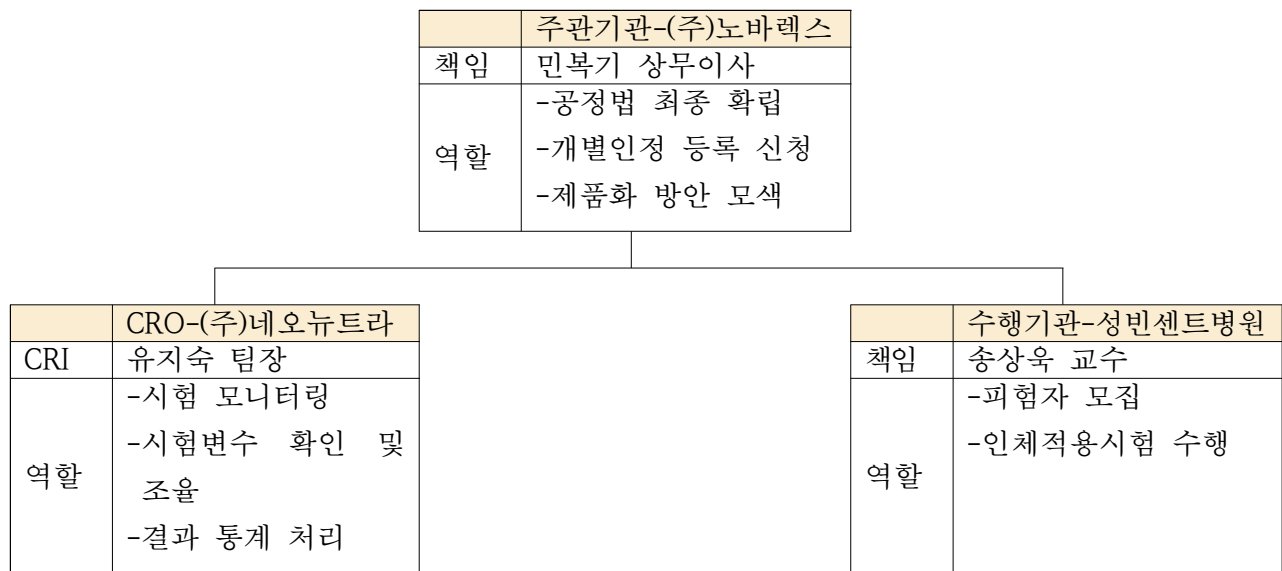 주관기관-(주)노바렉스
책임 민복기 상무이사
역할
-공정법 최종 확립
-개별인정 등록 신청
-제품화 방안 모색
CRO-(주)네오뉴트라
CRI 유지숙 팀장
역할
-시험 모니터링
-시험변수 확인 및
조율
-결과 통계 처리
수행기관-성빈센트병원
책임 송상욱 교수
역할
-피험자 모집
-인체적용시험 수행